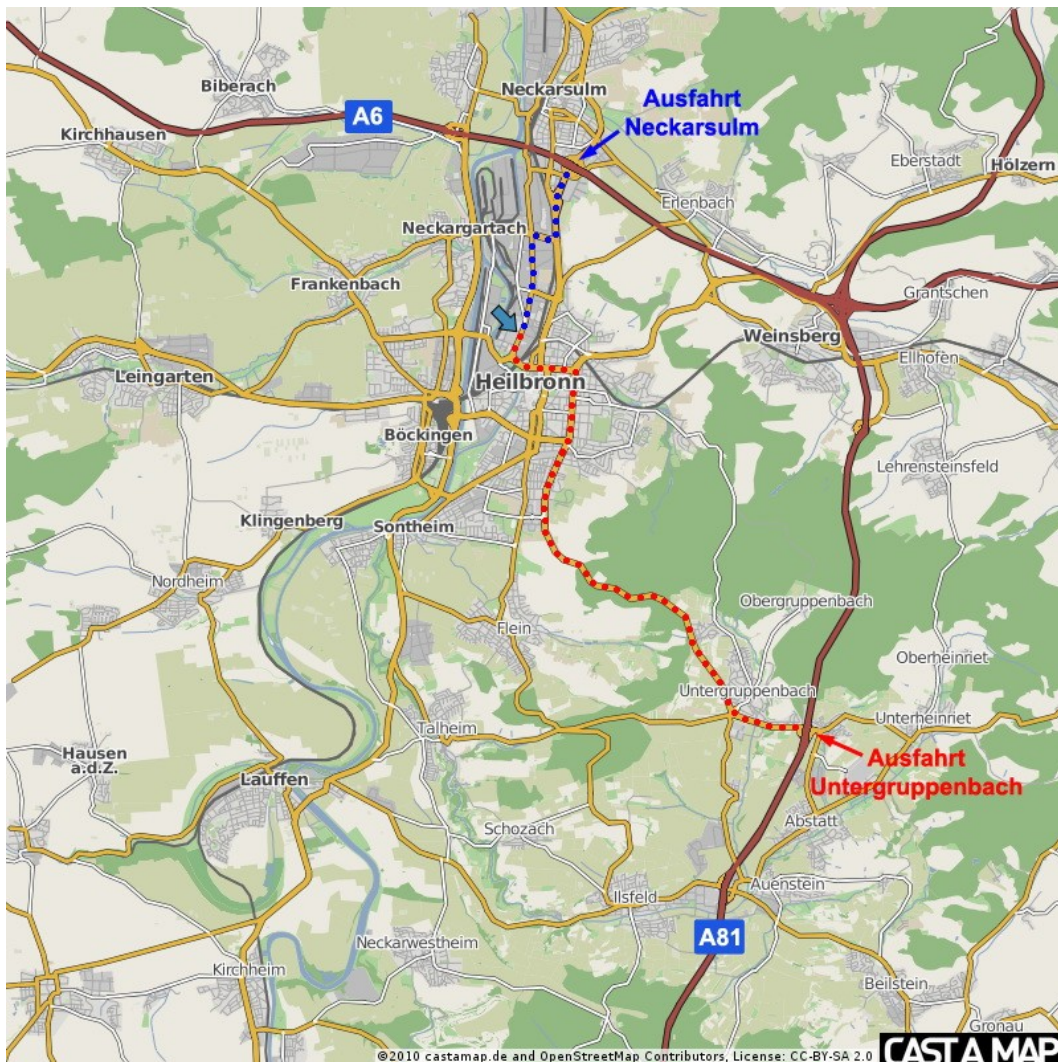 Biberach
Neckarsulm
Ausfahrt
Neckarsulm
A6
Kirchhausen
Eberstadt
Hölzern
Erlenbach
Neckargartach
Frankenbach
Grantschen
Weinsberg
Ellhofen
Leingarten
Heilbronn
Böckingen
Lehrensteinsfeld
Klingenberg
Sontheim
Nordheim
Obergruppenbach
Flein
Oberheinriet
Untergruppenbach
Unterheinriet
Talheim
Hausen
a.d.Z.
Ausfahrt
Untergruppenbach
Lauffen
Schozach
Abstatt
Auenstein
Ilsfeld
A81
Neckarwestheim
Kirchheim
Beilstein
Gronau
©2010 castamap.de and OpenStreetMap Contributors, License: CC-BY-SA 2.0
CAST A MAP